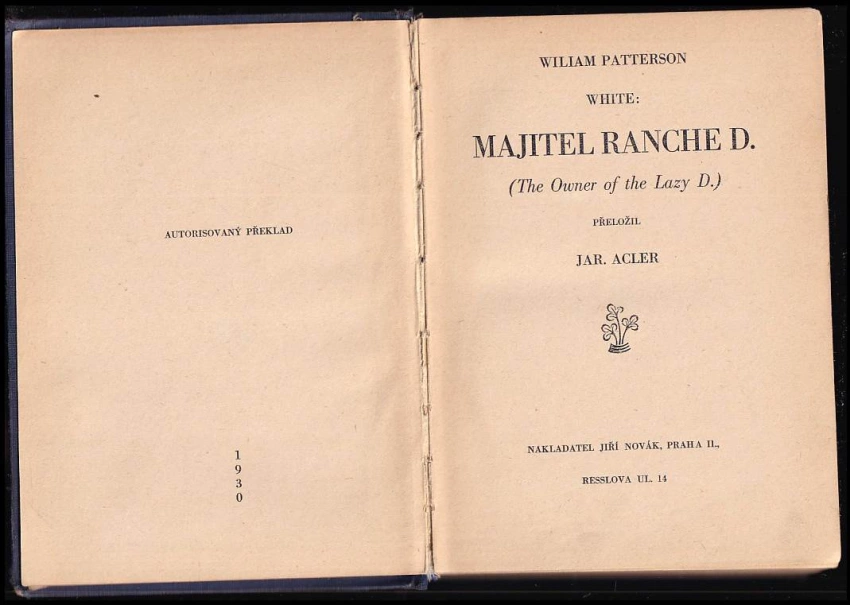 AUTORISOVANÝ PŘEKLAD
1
9
3
0
WILIAM PATTERSON
WHITE:
MAJITEL RANCHE D.
(The Owner of the Lazy D.)
PŘELOŽIL
JAR. ACLER
NAKLADATEL JIŘÍ NOVÁK, PRAHA II.,
RESSLOVA UL. 14